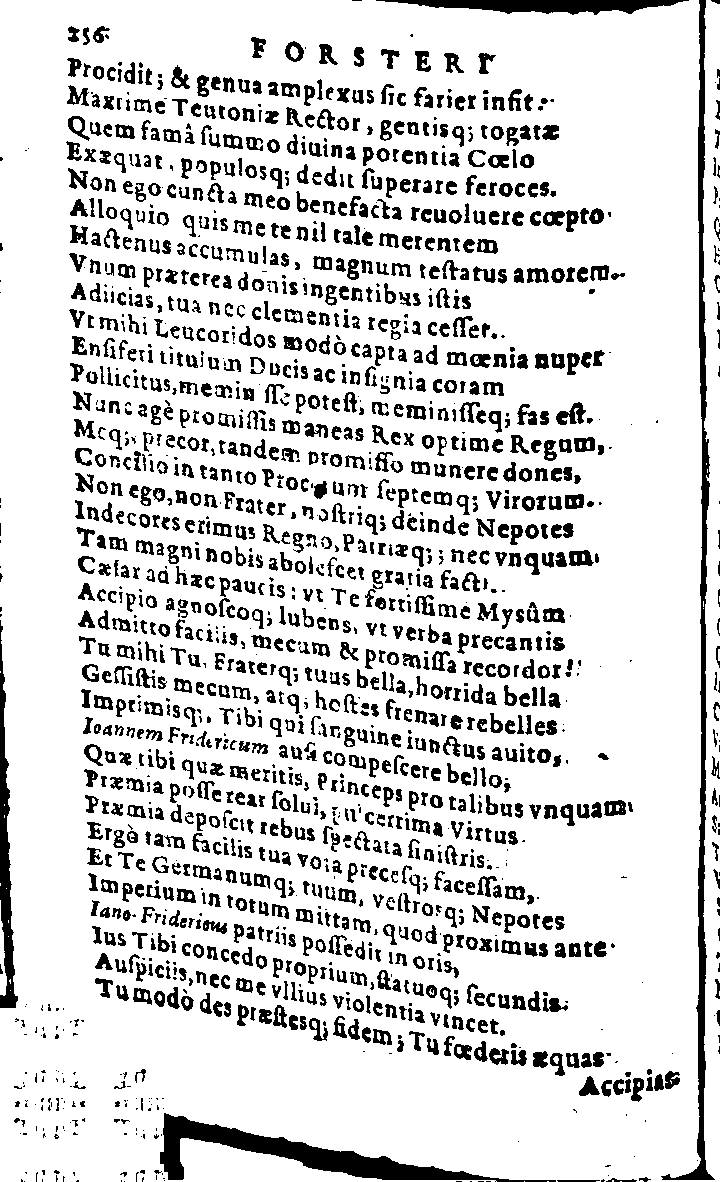 256.
FORSTERI
Procidit; & genua amplexus sic farier infit:
Maxime Teutoniæ Rector, gentisq; togatæ
Quem famâ summo diuina potentia Cœlo
Exæquat, populosq; dedit superare feroces.
Non ego cuncta meo benefacta reuoluere cœpto
Alloquio quis me te nil tale merentem
Hactenus accumulas, magnum testatus amorem.
Vnum præterea donis ingentibus istis
Adiicias, tua nec clementia regia cesset.
Vt mihi Leucoridos modò capta ad mœnia nuper
Ensiferi titulum Ducis ac insignia coram
Pollicitus, memin sse potest, meminisseq; fas est.
Nunc agè promissis maneas Rex optime Regum,
Meq;, precor, tandem promisso munere dones,
Concilio in tanto Procerum septemq; Virorum.
Non ego, non Frater, nostriq; deinde Nepotes
Indecores erimus Regno, Patriæq;; nec vnquam
Tam magni nobis abolescet gratia facti.
Cæsar ad hæc paucis: vt Te fortissime Mysûm
Accipio agnoscoq; lubens, vt verba precantis
Admitto facilis, mecum & promissa recordor!
Tu mihi Tu, Fraterq; tuus bella, horrida bella
Gessistis mecum, atq; hostes frenare rebelles
Imprimisq;, Tibi qui sanguine iunctus auito,
Ioannem Fridericum ausi compescere bello;
Quæ tibi quæ meritis, Princeps pro talibus vnquam
Præmia posse rear solui, pulcerrima Virtus
Præmia deposcit rebus spectata sinistris.
Ergò tam facilis tua vota precesq; facessam,
Et Te Germanumq; tuum, vestrosq; Nepotes
Imperium in totum mittam, quod proximus ante
Iano-Fridericus patriis possedit in oris,
Ius Tibi concedo proprium, statuoq; secundis
Auspiciis, nec me vllius violentia vincet.
Tu modò des præstesq; fidem; Tu fœderis æquas
Accipias